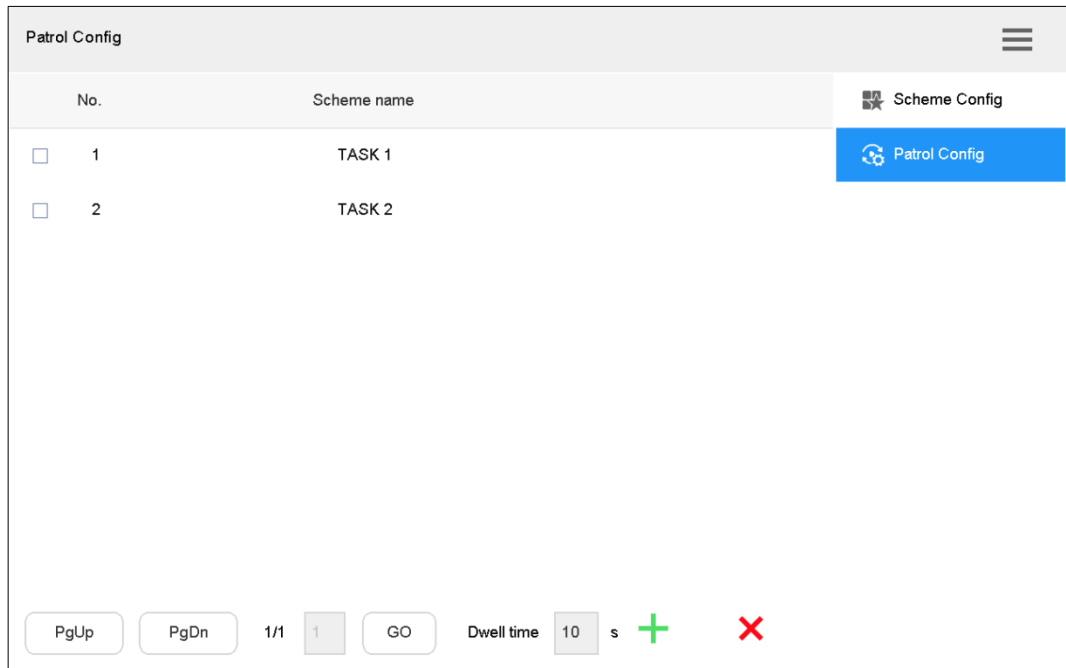 Patrol Config
No. Scheme name Scheme Config
1 TASK 1 Patrol Config
2 TASK 2
PgUp PgDn 1/1 1 GO Dwell time 10 s